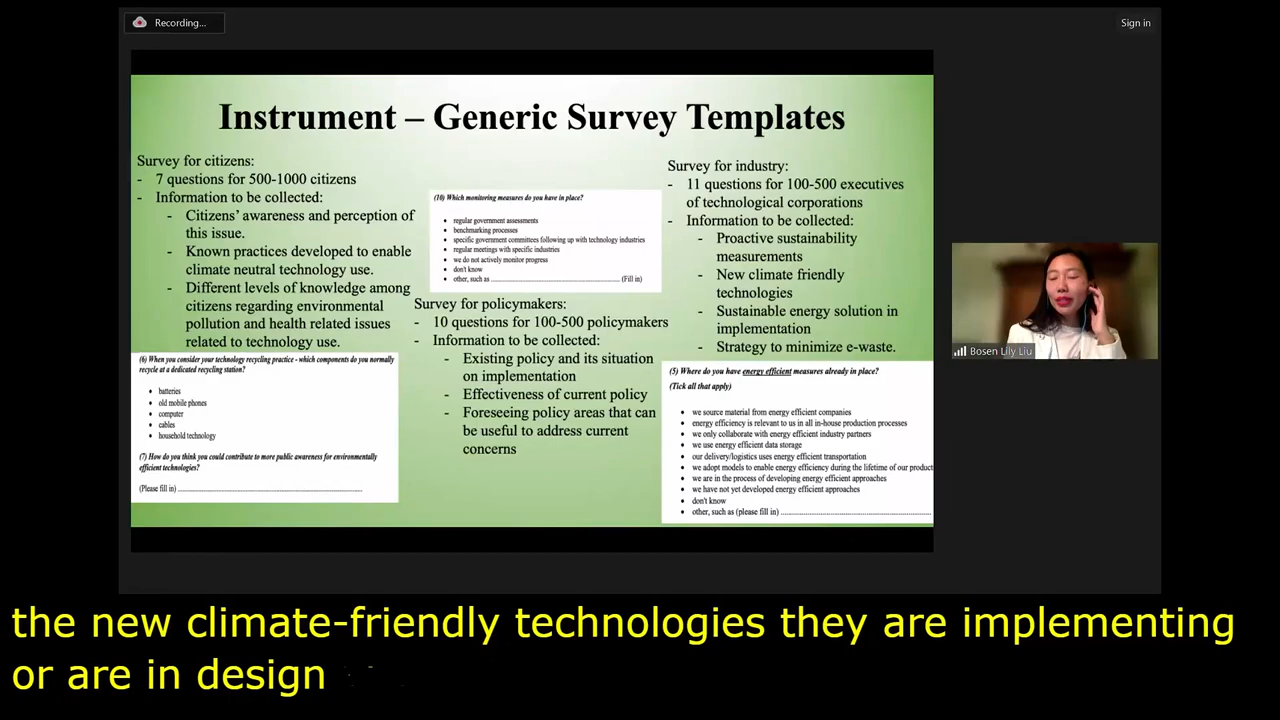 Recording...
Sign in
Instrument – Generic Survey Templates
Survey for citizens:
- 7 questions for 500-1000 citizens
- Information to be collected:
- Citizens' awareness and perception of
this issue.
- Known practices developed to enable
climate neutral technology use.
- Different levels of knowledge among
citizens regarding environmental
pollution and health related issues
related to technology use.
(6) When you consider your technology recycling practice - which components do you normally
recycle at a dedicated recycling station?
• batteries
• old mobile phones
• computer
• cables
• household technology
(7) How do you think you could contribute to more public awareness for environmentally
efficient technologies?
(Please fill in)
(10) Which monitoring measures do you have in place?
• regular government assessments
• benchmarking processes
• specific government committees following up with technology industries
• regular meetings with specific industries
• we do not actively monitor progress
• don't know
• other, such as (Fill in)
Survey for policymakers:
- 10 questions for 100-500 policymakers
- Information to be collected:
- Existing policy and its situation
on implementation
- Effectiveness of current policy
- Foreseeing policy areas that can
be useful to address current
concerns
Survey for industry:
- 11 questions for 100-500 executives
of technological corporations
- Information to be collected:
- Proactive sustainability
measurements
- New climate friendly
technologies
- Sustainable energy solution in
implementation
- Strategy to minimize e-waste.
(5) Where do you have energy efficient measures already in place?
(Tick all that apply)
• we source material from energy efficient companies
• energy efficiency is relevant to us in all in-house production processes
• we only collaborate with energy efficient industry partners
• we use energy efficient data storage
• our delivery/logistics uses energy efficient transportation
• we adopt models to enable energy efficiency during the lifetime of our product
• we are in the process of developing energy efficient approaches
• we have not yet developed energy efficient approaches
• don't know
• other, such as (please fill in)
Bosen Lily Liu
the new climate-friendly technologies they are implementing
or are in design